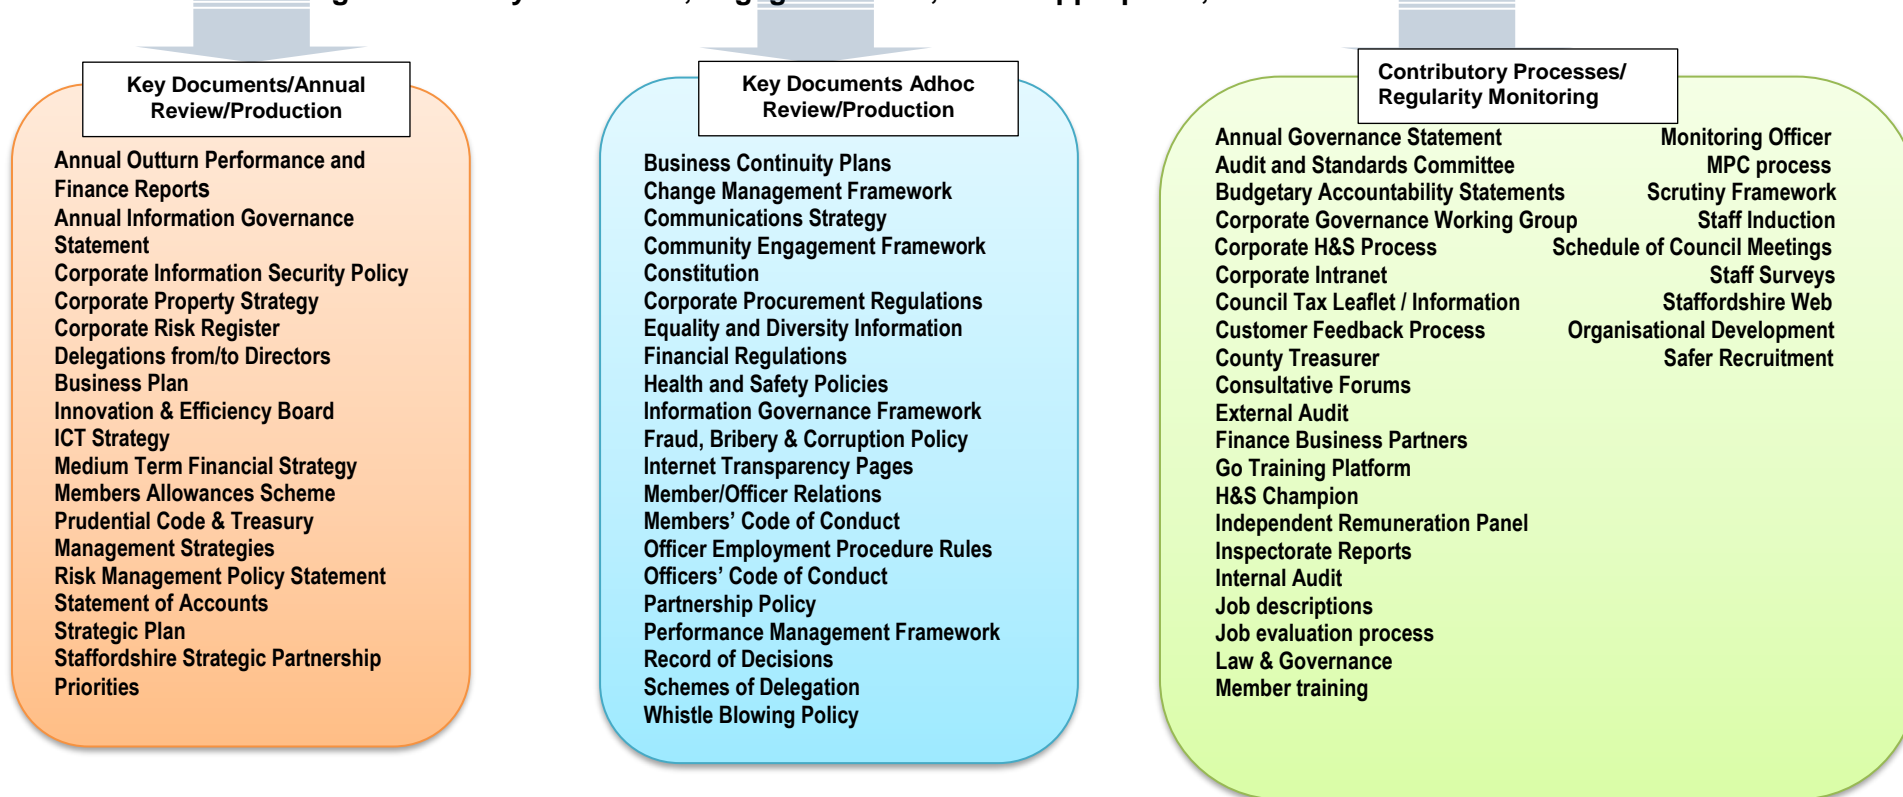 Key Documents/Annual
Review/Production
Annual Outturn Performance and
Finance Reports
Annual Information Governance
Statement
Corporate Information Security Policy
Corporate Property Strategy
Corporate Risk Register
Delegations from/to Directors
Business Plan
Innovation & Efficiency Board
ICT Strategy
Medium Term Financial Strategy
Members Allowances Scheme
Prudential Code & Treasury
Management Strategies
Risk Management Policy Statement
Statement of Accounts
Strategic Plan
Staffordshire Strategic Partnership
Priorities
Key Documents Adhoc
Review/Production
Business Continuity Plans
Change Management Framework
Communications Strategy
Community Engagement Framework
Constitution
Corporate Procurement Regulations
Equality and Diversity Information
Financial Regulations
Health and Safety Policies
Information Governance Framework
Fraud, Bribery & Corruption Policy
Internet Transparency Pages
Member/Officer Relations
Members’ Code of Conduct
Officer Employment Procedure Rules
Officers’ Code of Conduct
Partnership Policy
Performance Management Framework
Record of Decisions
Schemes of Delegation
Whistle Blowing Policy
Contributory Processes/
Regularity Monitoring
Annual Governance Statement Monitoring Officer
Audit and Standards Committee MPC process
Budgetary Accountability Statements Scrutiny Framework
Corporate Governance Working Group Staff Induction
Corporate H&S Process Schedule of Council Meetings
Corporate Intranet Staff Surveys
Council Tax Leaflet / Information Staffordshire Web
Customer Feedback Process Organisational Development
County Treasurer Safer Recruitment
Consultative Forums
External Audit
Finance Business Partners
Go Training Platform
H&S Champion
Independent Remuneration Panel
Inspectorate Reports
Internal Audit
Job descriptions
Job evaluation process
Law & Governance
Member training